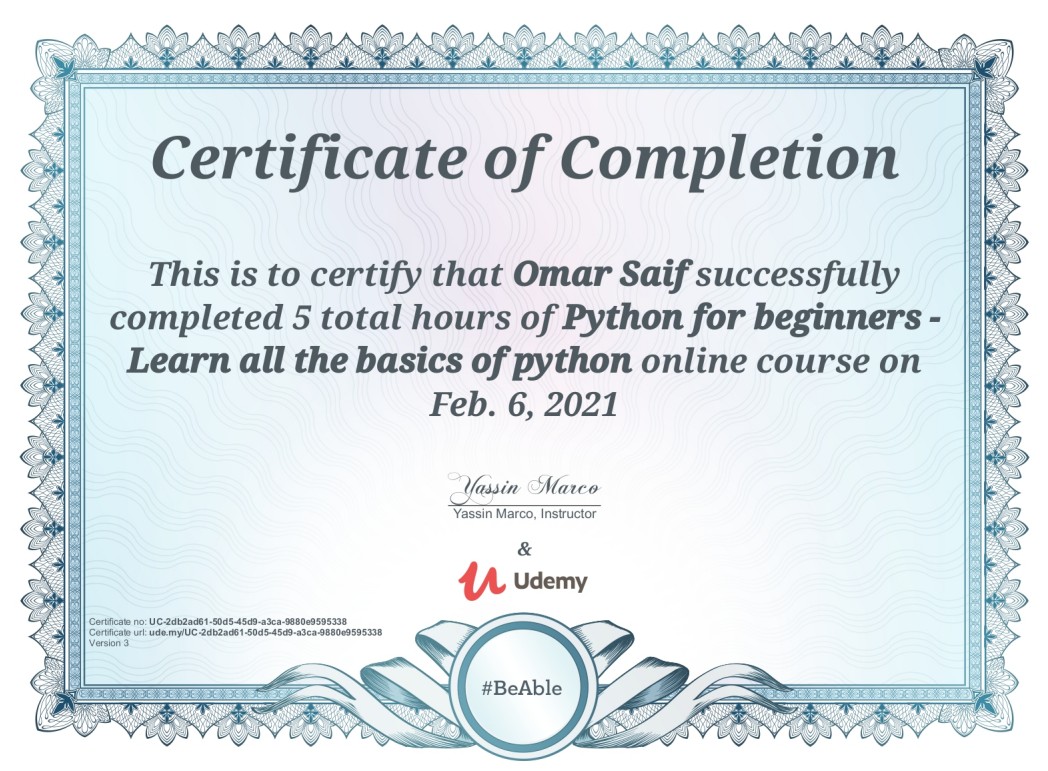 Certificate of Completion
This is to certify that Omar Saif successfully
completed 5 total hours of Python for beginners -
Learn all the basics of python online course on
Feb. 6, 2021
Yassin Marco
Yassin Marco, Instructor
&
Udemy
Certificate no: UC-2db2ad61-50d5-45d9-a3ca-9880e9595338
Certificate url: ude.my/UC-2db2ad61-50d5-45d9-a3ca-9880e9595338
Version 3
#BeAble